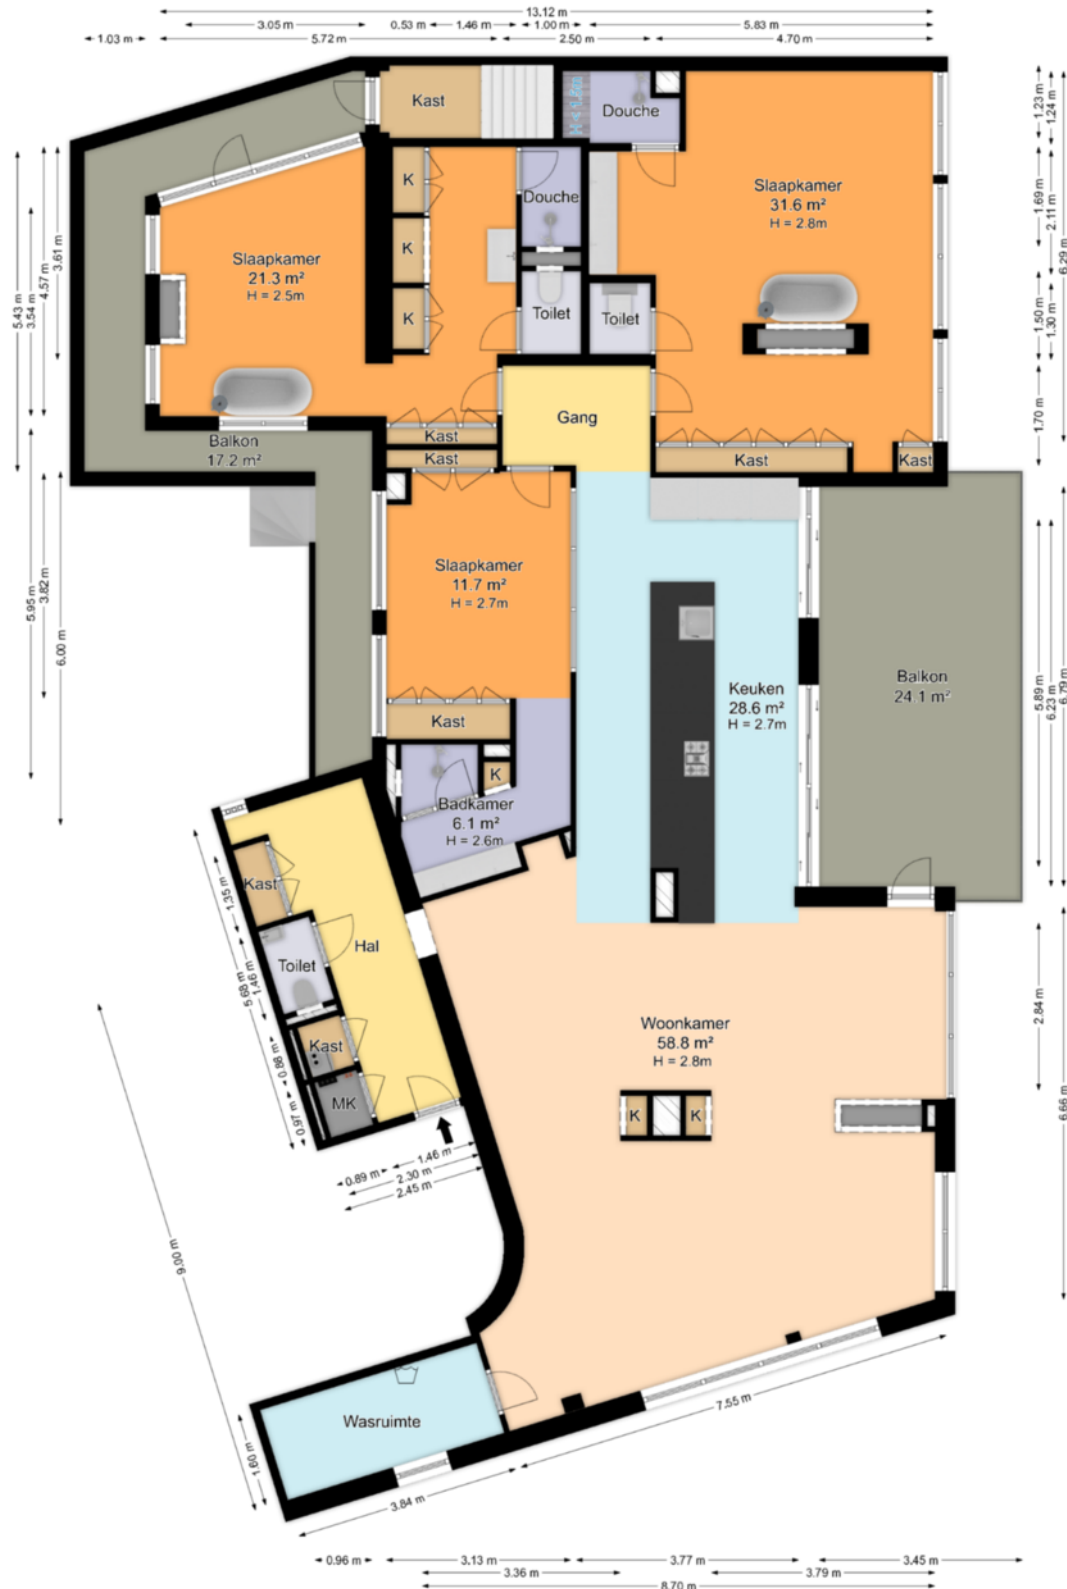 13.12 m
3.05 m
0.53 m
1.46 m
1.00 m
5.83 m
1.03 m
5.72 m
2.50 m
4.70 m
Kast
H < 1.5m
Douche
1.23 m
1.24 m
Slaapkamer
31.6 m²
H = 2.8m
K
Douche
K
Slaapkamer
21.3 m²
H = 2.5m
K
Toilet
Toilet
5.43 m
3.54 m
4.57 m
3.61 m
1.69 m
2.11 m
6.29 m
1.50 m
1.30 m
1.70 m
Gang
Kast
Balkon
17.2 m²
Kast
Kast
Kast
Slaapkamer
11.7 m²
H = 2.7m
5.95 m
3.82 m
6.00 m
Keuken
28.6 m²
H = 2.7m
Balkon
24.1 m²
5.89 m
6.23 m
6.79 m
Kast
K
Badkamer
6.1 m²
H = 2.6m
Kast
Hal
Toilet
Kast
MK
1.35 m
5.68 m
1.46 m
0.86 m
0.97 m
Woonkamer
58.8 m²
H = 2.8m
K
K
2.84 m
6.66 m
0.89 m
1.46 m
2.30 m
2.45 m
9.00 m
Wasruimte
1.60 m
3.84 m
7.55 m
0.96 m
3.13 m
3.77 m
3.45 m
3.36 m
3.79 m
8.70 m